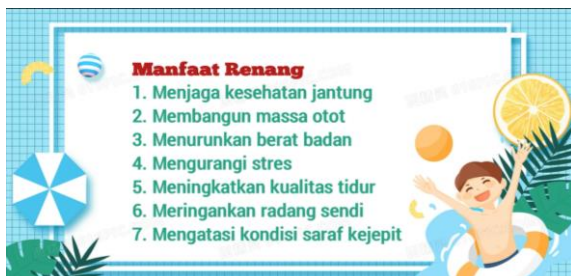 Manfaat Renang
1. Menjaga kesehatan jantung
2. Membangun massa otot
3. Menurunkan berat badan
4. Mengurangi stres
5. Meningkatkan kualitas tidur
6. Meringankan radang sendi
7. Mengatasi kondisi saraf kejepit